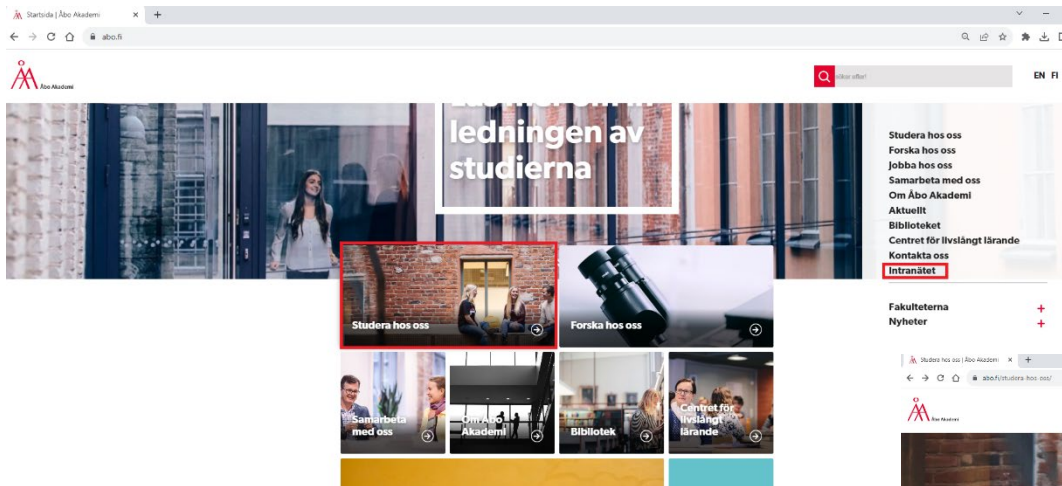 Startsida | Åbo Akademi
abo.fi
Åbo Akademi
EN FI
ledningen av
studierna
Studera hos oss
Forska hos oss
Jobba hos oss
Samarbeta med oss
Om Åbo Akademi
Aktuellt
Biblioteket
Centret för livslångt lärande
Kontakta oss
Intranätet
Fakulteterna
Nyheter
Studera hos oss
Forska hos oss
Samarbeta
med oss
Om Åbo
Akademi
Bibliotek
Centret för
livslångt
lärande
Studera hos oss | Åbo Akademi
abo.fi/studera-hos-oss/
Åbo Akademi